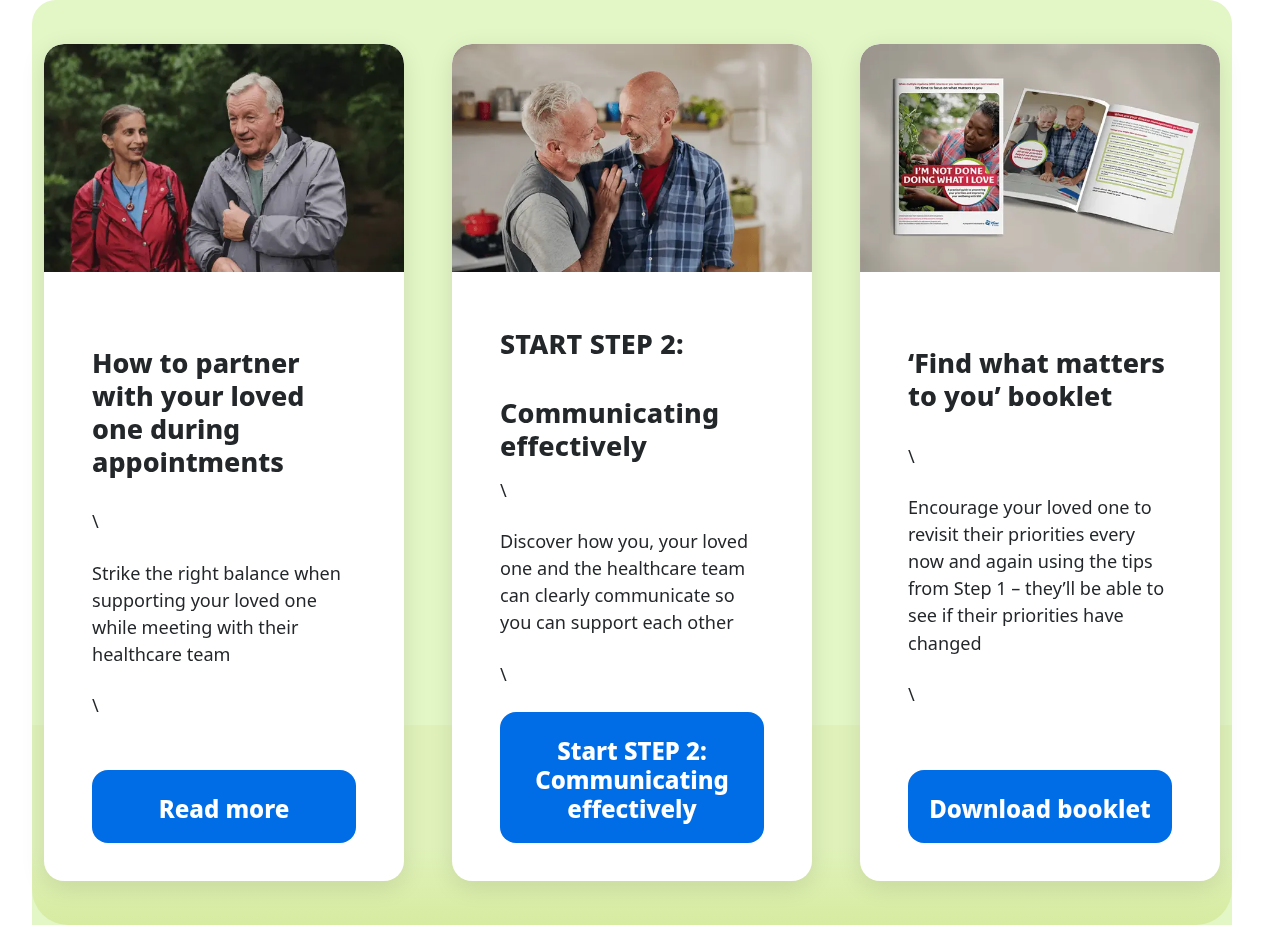 I'M NOT DONE
DOING WHAT I LOVE
How to partner
with your loved
one during
appointments
\
Strike the right balance when
supporting your loved one
while meeting with their
healthcare team
\
Read more
START STEP 2:
Communicating
effectively
\
Discover how you, your loved
one and the healthcare team
can clearly communicate so
you can support each other
\
Start STEP 2:
Communicating
effectively
‘Find what matters
to you’ booklet
\
Encourage your loved one to
revisit their priorities every
now and again using the tips
from Step 1 – they’ll be able to
see if their priorities have
changed
\
Download booklet